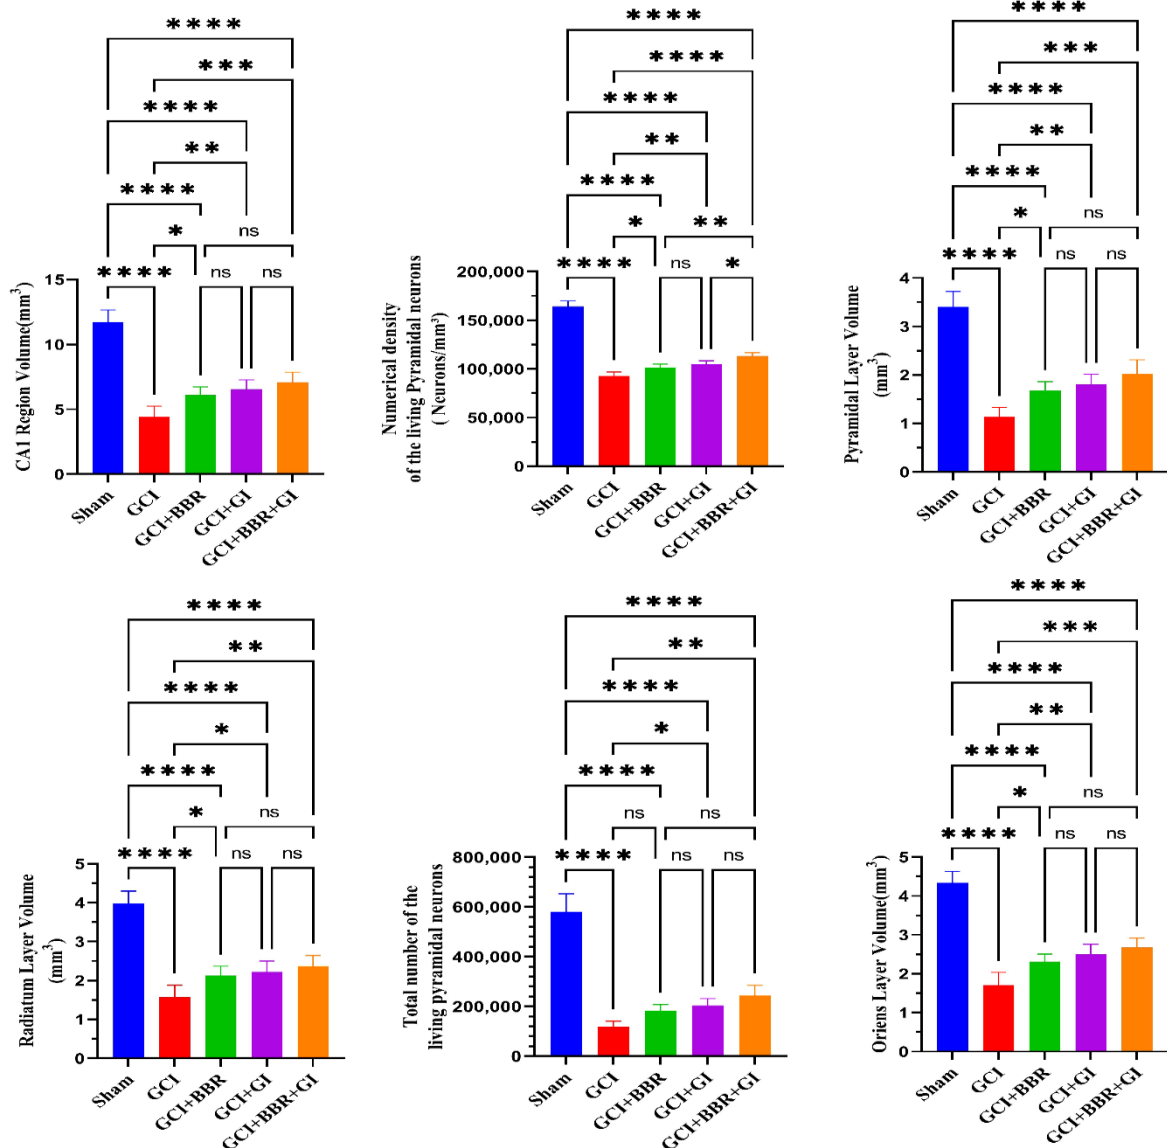 ****
***
****
**
****
*
ns
****
ns
ns
CA1 Region Volume(mm³)
15
10
5
0
Sham
GCI
GCI+BBR
GCI+GI
GCI+BBR+GI
****
****
****
**
****
*
**
****
ns
*
Numerical density
of the living Pyramidal neurons
( Neurons/mm³)
200,000
150,000
100,000
50,000
0
Sham
GCI
GCI+BBR
GCI+GI
GCI+BBR+GI
****
***
****
**
****
*
ns
****
ns
ns
Pyramidal Layer Volume
(mm³)
4
3
2
1
0
Sham
GCI
GCI+BBR
GCI+GI
GCI+BBR+GI
****
**
****
*
****
*
ns
****
ns
ns
Radiatum Layer Volume
(mm³)
5
4
3
2
1
0
Sham
GCI
GCI+BBR
GCI+GI
GCI+BBR+GI
****
**
****
*
****
ns
ns
****
ns
ns
Total number of the
living pyramidal neurons
800,000
600,000
400,000
200,000
0
Sham
GCI
GCI+BBR
GCI+GI
GCI+BBR+GI
****
***
****
**
****
*
ns
****
ns
ns
Oriens Layer Volume(mm³)
5
4
3
2
1
0
Sham
GCI
GCI+BBR
GCI+GI
GCI+BBR+GI